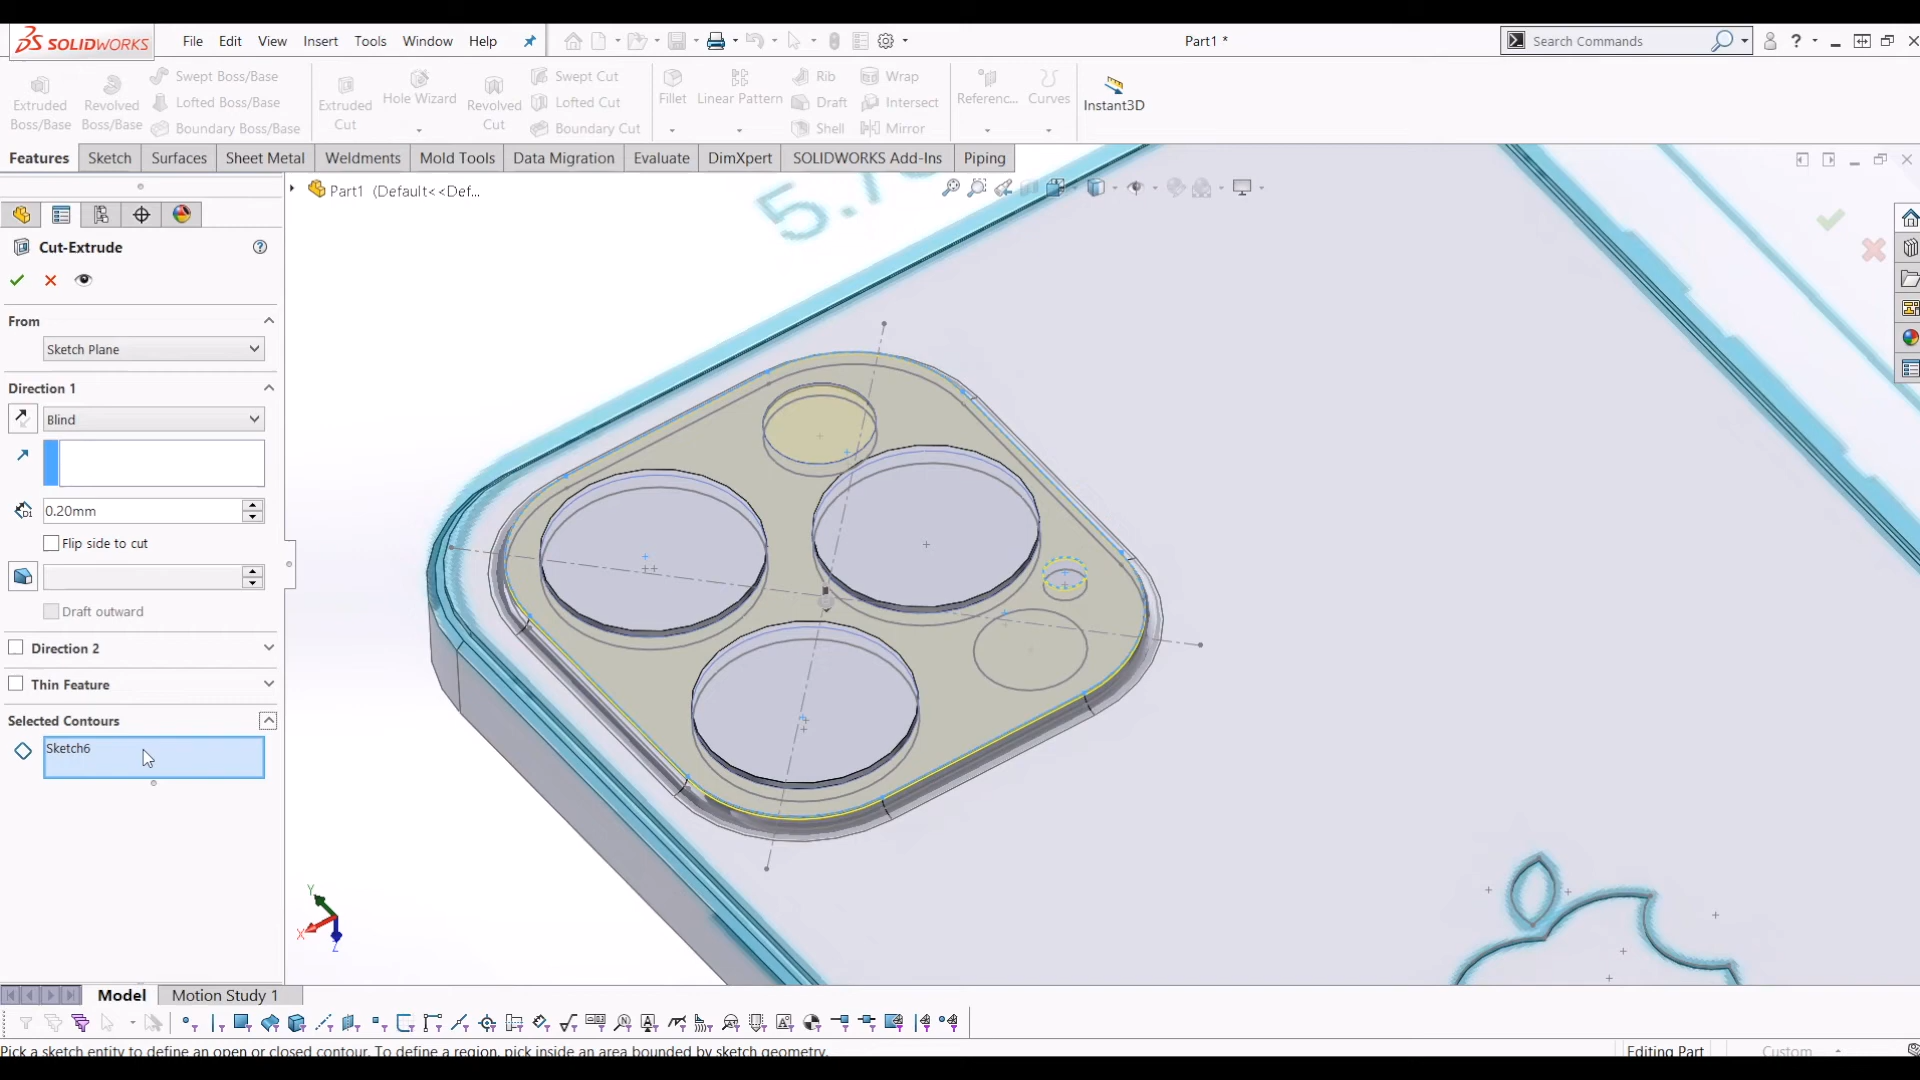 SOLIDWORKS
File Edit View Insert Tools Window Help
Part1 *
Search Commands
Extruded Boss/Base
Revolved Boss/Base
Swept Boss/Base
Lofted Boss/Base
Boundary Boss/Base
Extruded Cut
Hole Wizard
Revolved Cut
Swept Cut
Lofted Cut
Boundary Cut
Fillet
Linear Pattern
Rib
Draft
Shell
Wrap
Intersect
Mirror
Referenc...
Curves
Instant3D
Features Sketch Surfaces Sheet Metal Weldments Mold Tools Data Migration Evaluate DimXpert SOLIDWORKS Add-Ins Piping
Part1 (Default<<Def...
Cut-Extrude
From
Sketch Plane
Direction 1
Blind
0.20mm
Flip side to cut
Draft outward
Direction 2
Thin Feature
Selected Contours
Sketch6
Y
X
Z
Model Motion Study 1
Pick a sketch entity to define an open or closed contour. To define a region, pick inside an area bounded by sketch geometry.
Editing Part
Custom